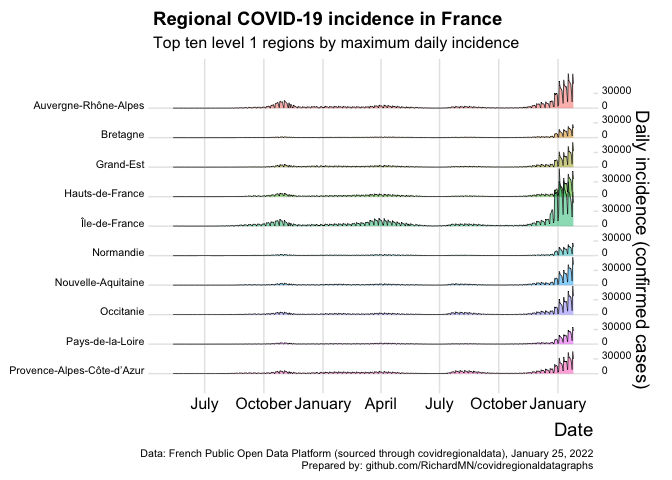 Regional COVID-19 incidence in France
Top ten level 1 regions by maximum daily incidence
Auvergne-Rhône-Alpes
30000
0
Bretagne
30000
0
Grand-Est
30000
0
Hauts-de-France
30000
0
Île-de-France
30000
0
Normandie
30000
0
Nouvelle-Aquitaine
30000
0
Occitanie
30000
0
Pays-de-la-Loire
30000
0
Provence-Alpes-Côte d'Azur
30000
0
Daily incidence (confirmed cases)
July October January April July October January
Date
Data: French Public Open Data Platform (sourced through covidregionaldata), January 25, 2022
Prepared by: github.com/RichardMN/covidregionaldatagraphs